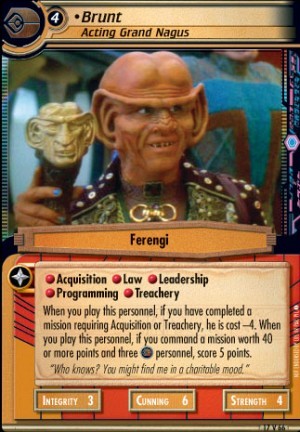 4
•Brunt
Acting Grand Nagus
Ferengi
Acquisition Law Leadership
Programming Treachery
When you play this personnel, if you have completed a
mission requiring Acquisition or Treachery, he is cost –4. When
you play this personnel, if you command a mission worth 40
or more points and three personnel, score 5 points.
"Who knows? You might find me in a charitable mood."
INTEGRITY 3 CUNNING 6 STRENGTH 4